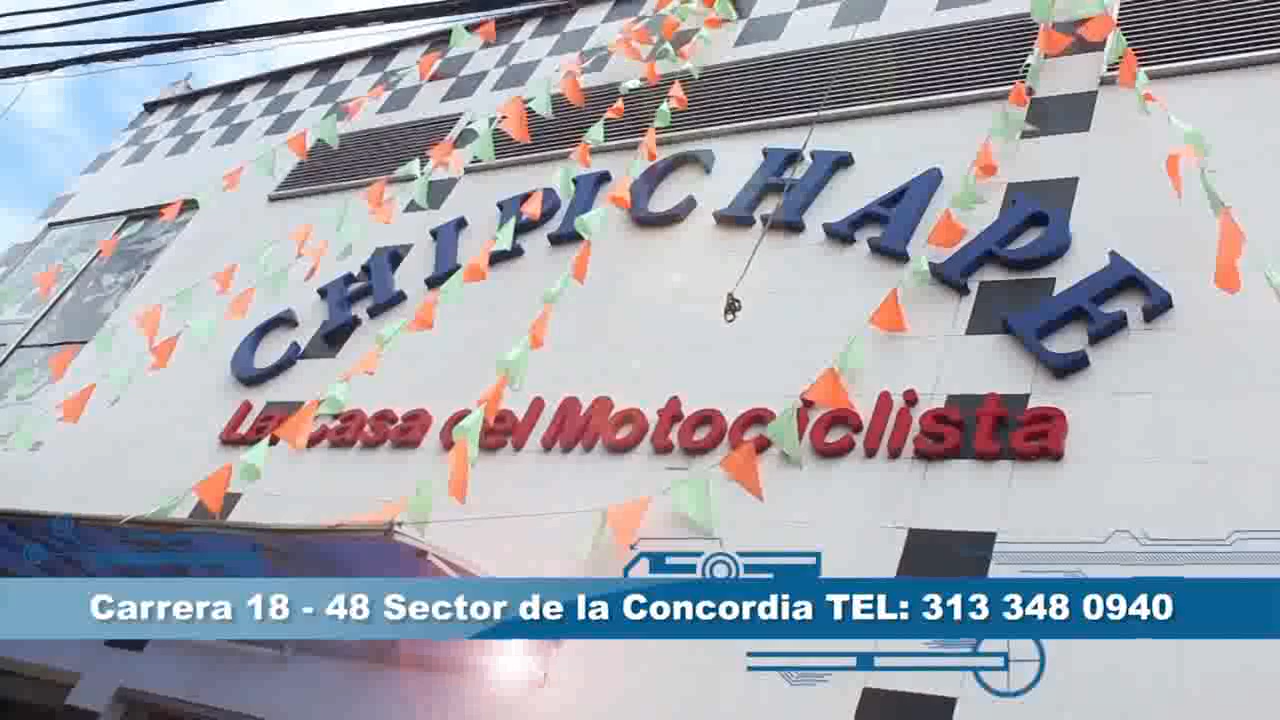 CHIPICHAPE
La Casa del Motociclista
Carrera 18 - 48 Sector de la Concordia TEL: 313 348 0940